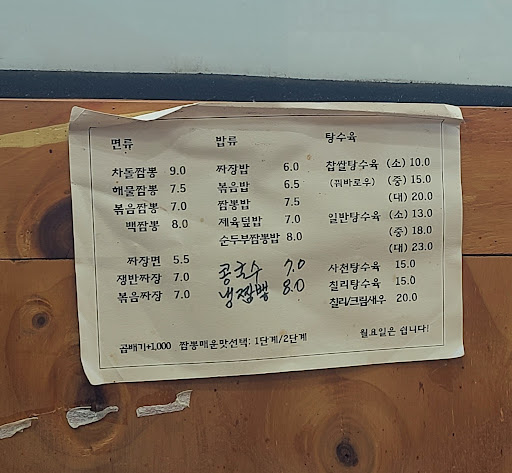 면류
차돌짬뽕 9.0
해물짬뽕 7.5
볶음짬뽕 7.0
백짬뽕 8.0
짜장면 5.5
쟁반짜장 7.0
볶음짜장 7.0
밥류
짜장밥 6.0
볶음밥 6.5
짬뽕밥 7.5
제육덮밥 7.0
순두부짬뽕밥 8.0
콩국수 7.0
냉짬뽕 8.0
탕수육
찹쌀탕수육 (소) 10.0
(꿔바로우) (중) 15.0
(대) 20.0
일반탕수육 (소) 13.0
(중) 18.0
(대) 23.0
사천탕수육 15.0
칠리탕수육 15.0
칠리/크림새우 20.0
곱배기+1,000 짬뽕매운맛선택: 1단계/2단계
월요일은 쉽니다!